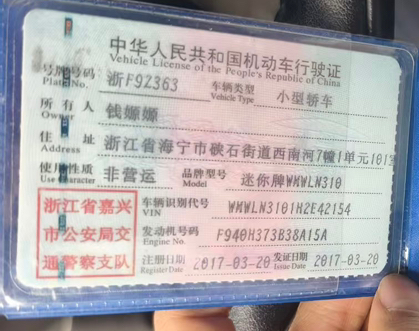 中华人民共和国机动车行驶证
Vehicle License of the People's Republic of China
号牌号码 浙F92363 车辆类型 小型轿车
Plate No. Vehicle Type
所有人 钱嫄嫄
Owner
住址 浙江省海宁市硖石街道西南河7幢1单元101室
Address
使用性质 非营运 品牌型号 迷你牌WMWLN310
Use Character Model
浙江省嘉兴
市公安局交
通警察支队
车辆识别代号 WMWLN3101H2E42154
VIN
发动机号码 F940H373B38A15A
Engine No.
注册日期 2017-03-20 发证日期 2017-03-20
Register Date Issue Date